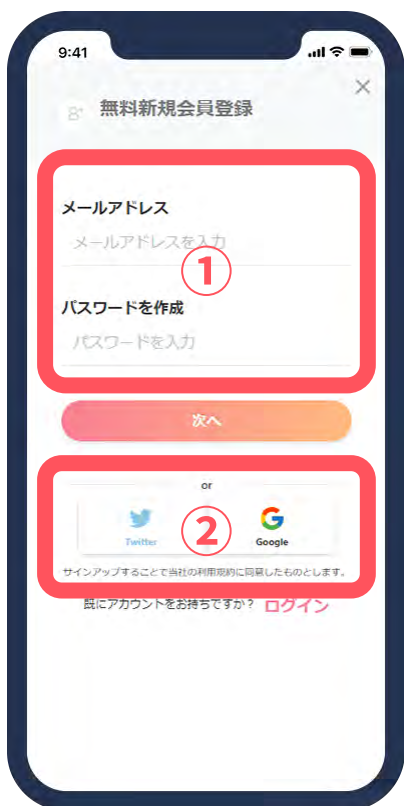 9:41
無料新規会員登録
メールアドレス
メールアドレスを入力
①
パスワードを作成
パスワードを入力
次へ
or
Twitter
②
Google
サインアップすることで当社の利用規約に同意したものとします。
既にアカウントをお持ちですか? ログイン